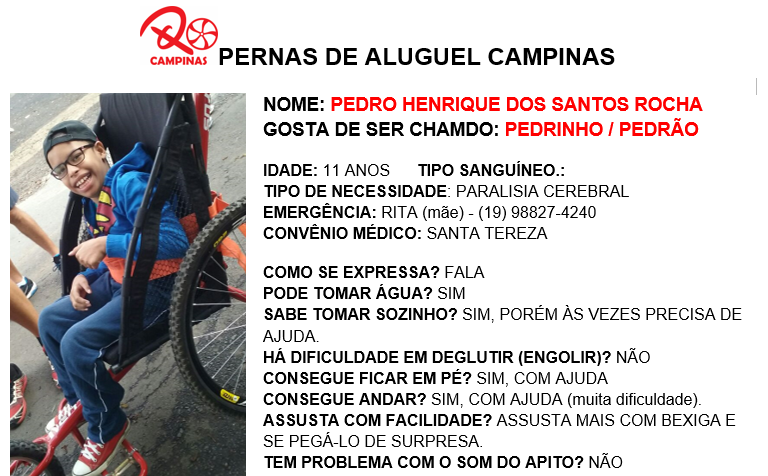 CAMPINAS
PERNAS DE ALUGUEL CAMPINAS
NOME: PEDRO HENRIQUE DOS SANTOS ROCHA
GOSTA DE SER CHAMDO: PEDRINHO / PEDRÃO
IDADE: 11 ANOS TIPO SANGUÍNEO.:
TIPO DE NECESSIDADE: PARALISIA CEREBRAL
EMERGÊNCIA: RITA (mãe) - (19) 98827-4240
CONVÊNIO MÉDICO: SANTA TEREZA
COMO SE EXPRESSA? FALA
PODE TOMAR ÁGUA? SIM
SABE TOMAR SOZINHO? SIM, PORÉM ÀS VEZES PRECISA DE
AJUDA.
HÁ DIFICULDADE EM DEGLUTIR (ENGOLIR)? NÃO
CONSEGUE FICAR EM PÉ? SIM, COM AJUDA
CONSEGUE ANDAR? SIM, COM AJUDA (muita dificuldade).
ASSUSTA COM FACILIDADE? ASSUSTA MAIS COM BEXIGA E
SE PEGÁ-LO DE SURPRESA.
TEM PROBLEMA COM O SOM DO APITO? NÃO